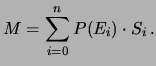 M = \sum_{i=0}^{n} P(E_i) \cdot S_i .